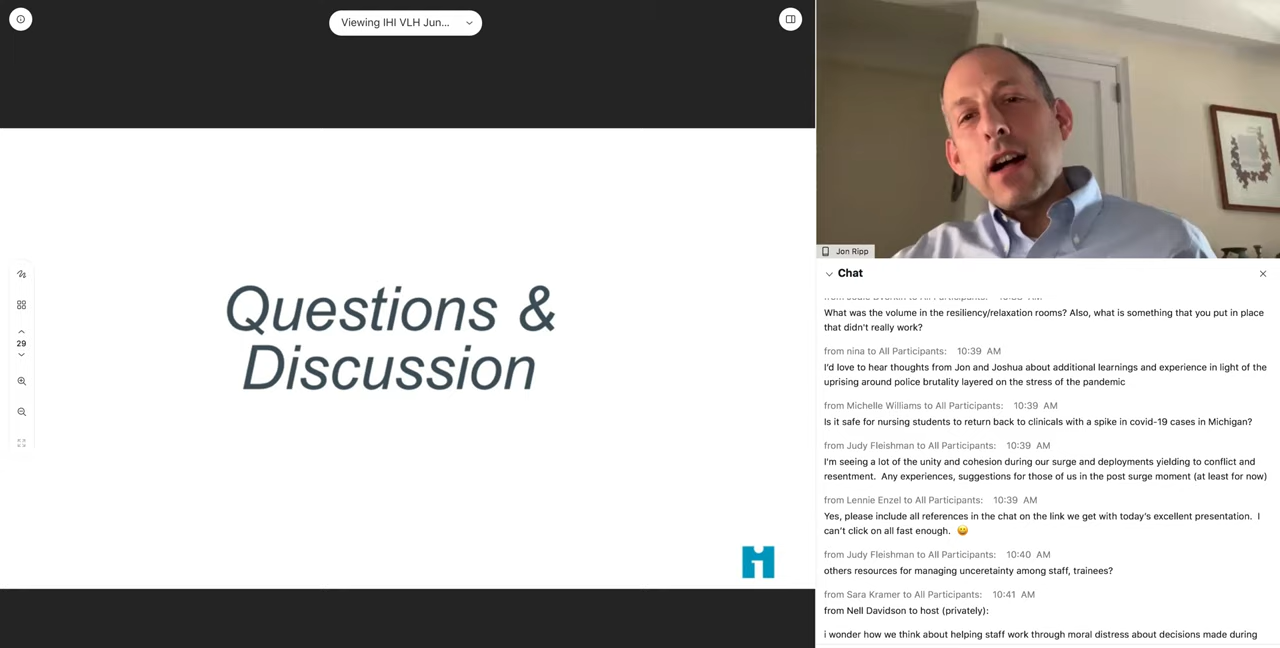 Viewing IHI VLH Jun...
Questions &
Discussion
29
Jon Ripp
Chat
What was the volume in the resiliency/relaxation rooms? Also, what is something that you put in place
that didn't really work?
from nina to All Participants: 10:39 AM
I'd love to hear thoughts from Jon and Joshua about additional learnings and experience in light of the
uprising around police brutality layered on the stress of the pandemic
from Michelle Williams to All Participants: 10:39 AM
Is it safe for nursing students to return back to clinicals with a spike in covid-19 cases in Michigan?
from Judy Fleishman to All Participants: 10:39 AM
I'm seeing a lot of the unity and cohesion during our surge and deployments yielding to conflict and
resentment. Any experiences, suggestions for those of us in the post surge moment (at least for now)
from Lennie Enzel to All Participants: 10:39 AM
Yes, please include all references in the chat on the link we get with today's excellent presentation. I
can't click on all fast enough. 😀
from Judy Fleishman to All Participants: 10:40 AM
others resources for managing unceretainty among staff, trainees?
from Sara Kramer to All Participants: 10:41 AM
from Nell Davidson to host (privately):
i wonder how we think about helping staff work through moral distress about decisions made during